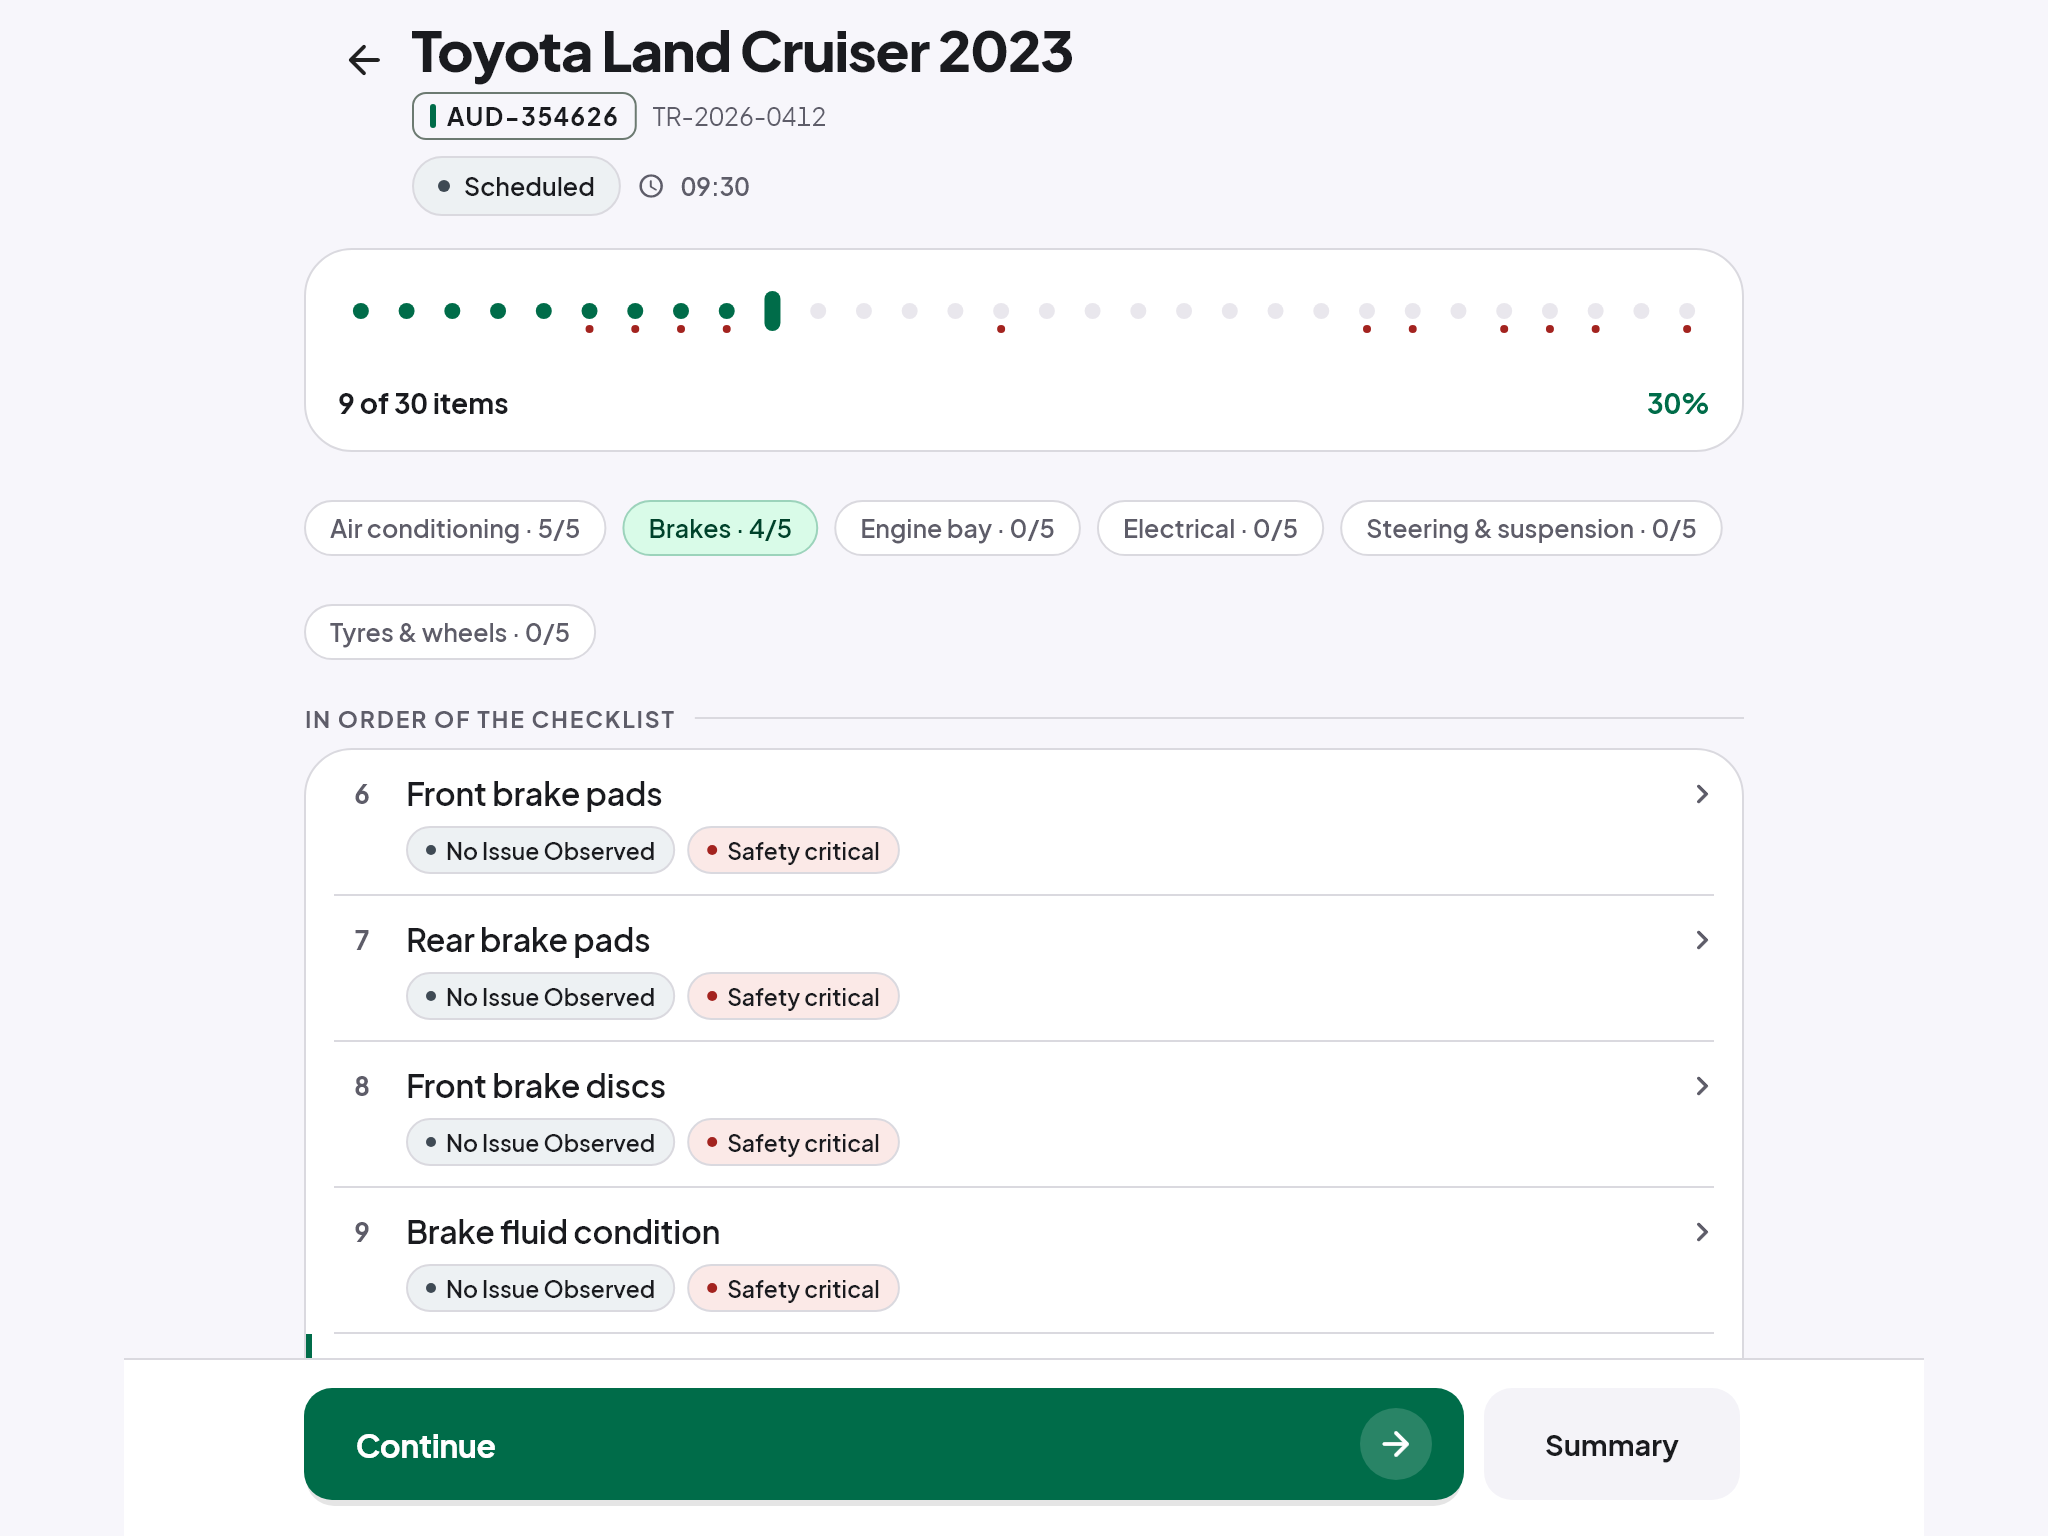 Toyota Land Cruiser 2023
AUD-354626 TR-2026-0412
Scheduled 09:30
9 of 30 items 30%
Air conditioning · 5/5 Brakes · 4/5 Engine bay · 0/5 Electrical · 0/5 Steering & suspension · 0/5
Tyres & wheels · 0/5
IN ORDER OF THE CHECKLIST
6 Front brake pads
No Issue Observed Safety critical
7 Rear brake pads
No Issue Observed Safety critical
8 Front brake discs
No Issue Observed Safety critical
9 Brake fluid condition
No Issue Observed Safety critical
Continue Summary